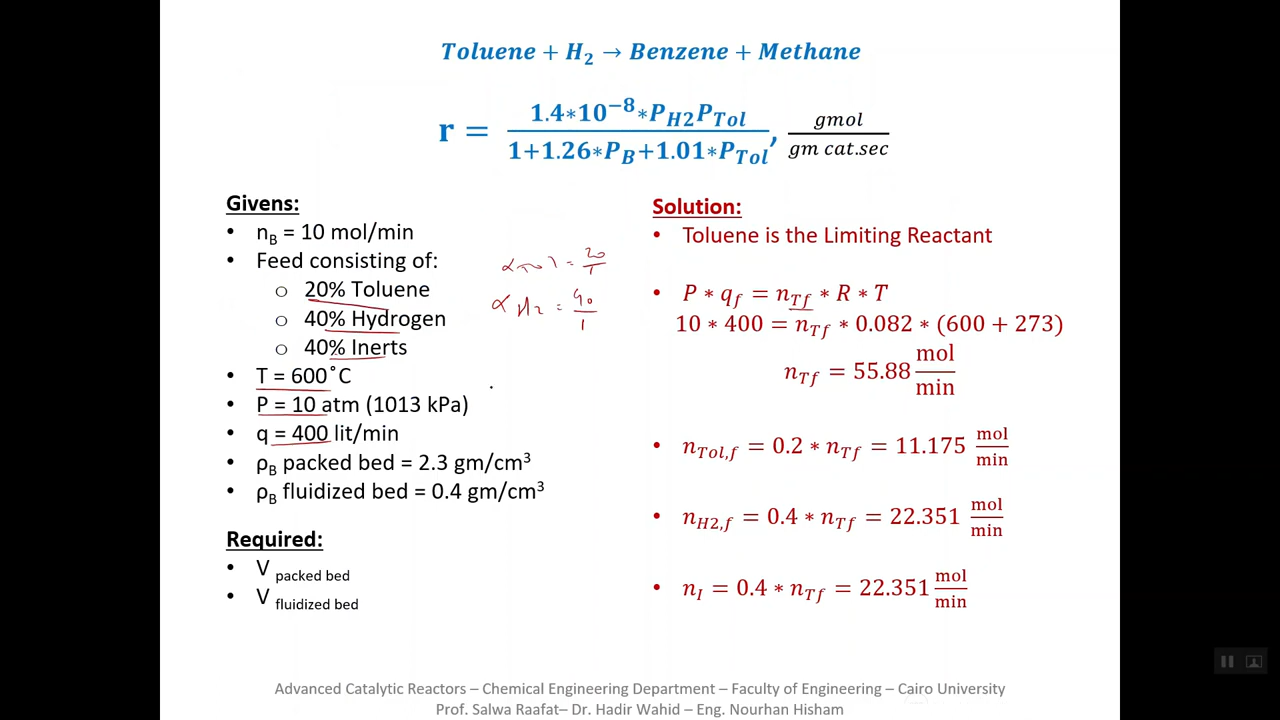 Toluene + H₂ → Benzene + Methane
r = 1.4*10⁻⁸*P_H2 P_Tol / 1+1.26*P_B+1.01*P_Tol , gmol / gm cat.sec
Givens:
• n_B = 10 mol/min
• Feed consisting of:
○ 20% Toluene
○ 40% Hydrogen
○ 40% Inerts
• T = 600˚C
• P = 10 atm (1013 kPa)
• q = 400 lit/min
• ρ_B packed bed = 2.3 gm/cm³
• ρ_B fluidized bed = 0.4 gm/cm³
Required:
• V packed bed
• V fluidized bed
H₂ =
Solution:
• Toluene is the Limiting Reactant
• P * q_f = n_Tf * R * T
10 * 400 = n_Tf * 0.082 * (600 + 273)
n_Tf = 55.88 mol/min
• n_Tol,f = 0.2 * n_Tf = 11.175 mol/min
• n_H2,f = 0.4 * n_Tf = 22.351 mol/min
• n_I = 0.4 * n_Tf = 22.351 mol/min
Advanced Catalytic Reactors – Chemical Engineering Department – Faculty of Engineering – Cairo University
Prof. Salwa Raafat– Dr. Hadir Wahid – Eng. Nourhan Hisham